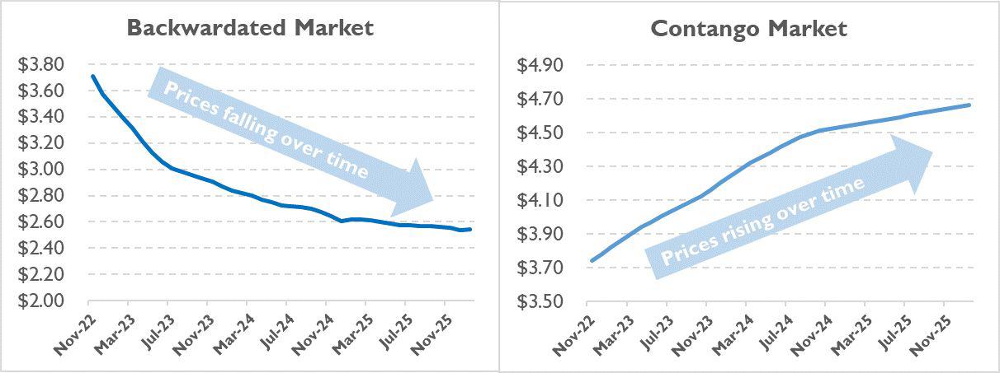 Backwardated Market
$3.80
$3.60
$3.40
$3.20
$3.00
$2.80
$2.60
$2.40
$2.20
$2.00
Prices falling over time
Nov-22
Mar-23
Jul-23
Nov-23
Mar-24
Jul-24
Nov-24
Mar-25
Jul-25
Nov-25
Contango Market
$4.90
$4.70
$4.50
$4.30
$4.10
$3.90
$3.70
$3.50
Prices rising over time
Nov-22
Mar-23
Jul-23
Nov-23
Mar-24
Jul-24
Nov-24
Mar-25
Jul-25
Nov-25